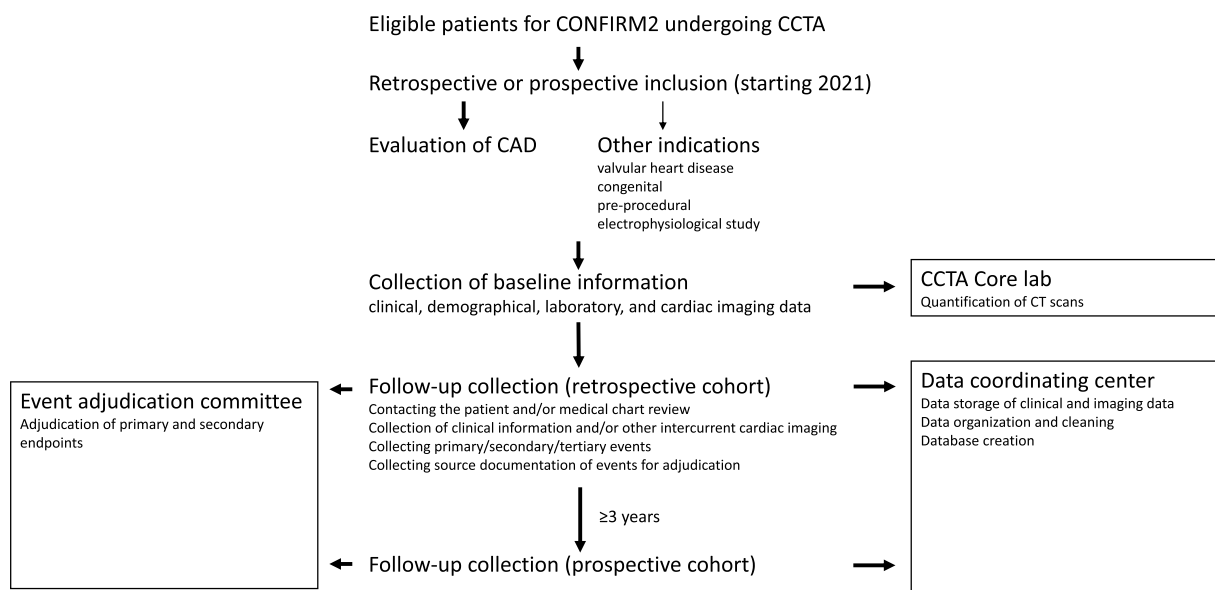 Eligible patients for CONFIRM2 undergoing CCTA
Retrospective or prospective inclusion (starting 2021)
Evaluation of CAD
Other indications
valvular heart disease
congenital
pre-procedural
electrophysiological study
Collection of baseline information
clinical, demographical, laboratory, and cardiac imaging data
CCTA Core lab
Quantification of CT scans
Event adjudication committee
Adjudication of primary and secondary
endpoints
Follow-up collection (retrospective cohort)
Contacting the patient and/or medical chart review
Collection of clinical information and/or other intercurrent cardiac imaging
Collecting primary/secondary/tertiary events
Collecting source documentation of events for adjudication
Data coordinating center
Data storage of clinical and imaging data
Data organization and cleaning
Database creation
≥3 years
Follow-up collection (prospective cohort)